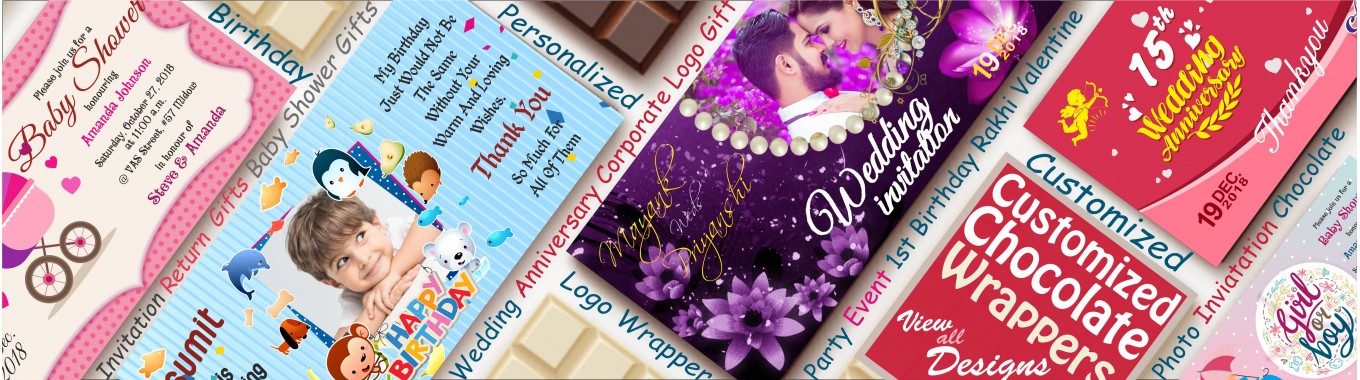 Please join us for a
Baby Shower
honouring
Amanda Johnson
Saturday, October 27, 2018
at 11:00 a.m.
@ VAS Street, #57 Milous
in honour of
Steve & Amanda
2018
Birthday
Invitation Return Gifts Baby Shower Gifts
My Birthday
Just Would Not Be
The Same
Without Your
Warm And Loving
Wishes,
Thank You
So Much For
All Of Them
Sumit
is
HAPPY
BIRTHDAY
Personalized
Wedding Anniversary Corporate Logo Gift
Logo Wrapper
19 DEC
2018
Wedding
invitation
Mayank
Weds
Priyanshi
Party Event 1st Birthday Rakhi Valentine
15th
Wedding
Anniversary
Thankyou
19 DEC.
2018
Customized
Customized
Chocolate
Wrappers
View
all
Designs
Photo Invitation Chocolate
Please join us for a
Baby Show
Girl
or
boy